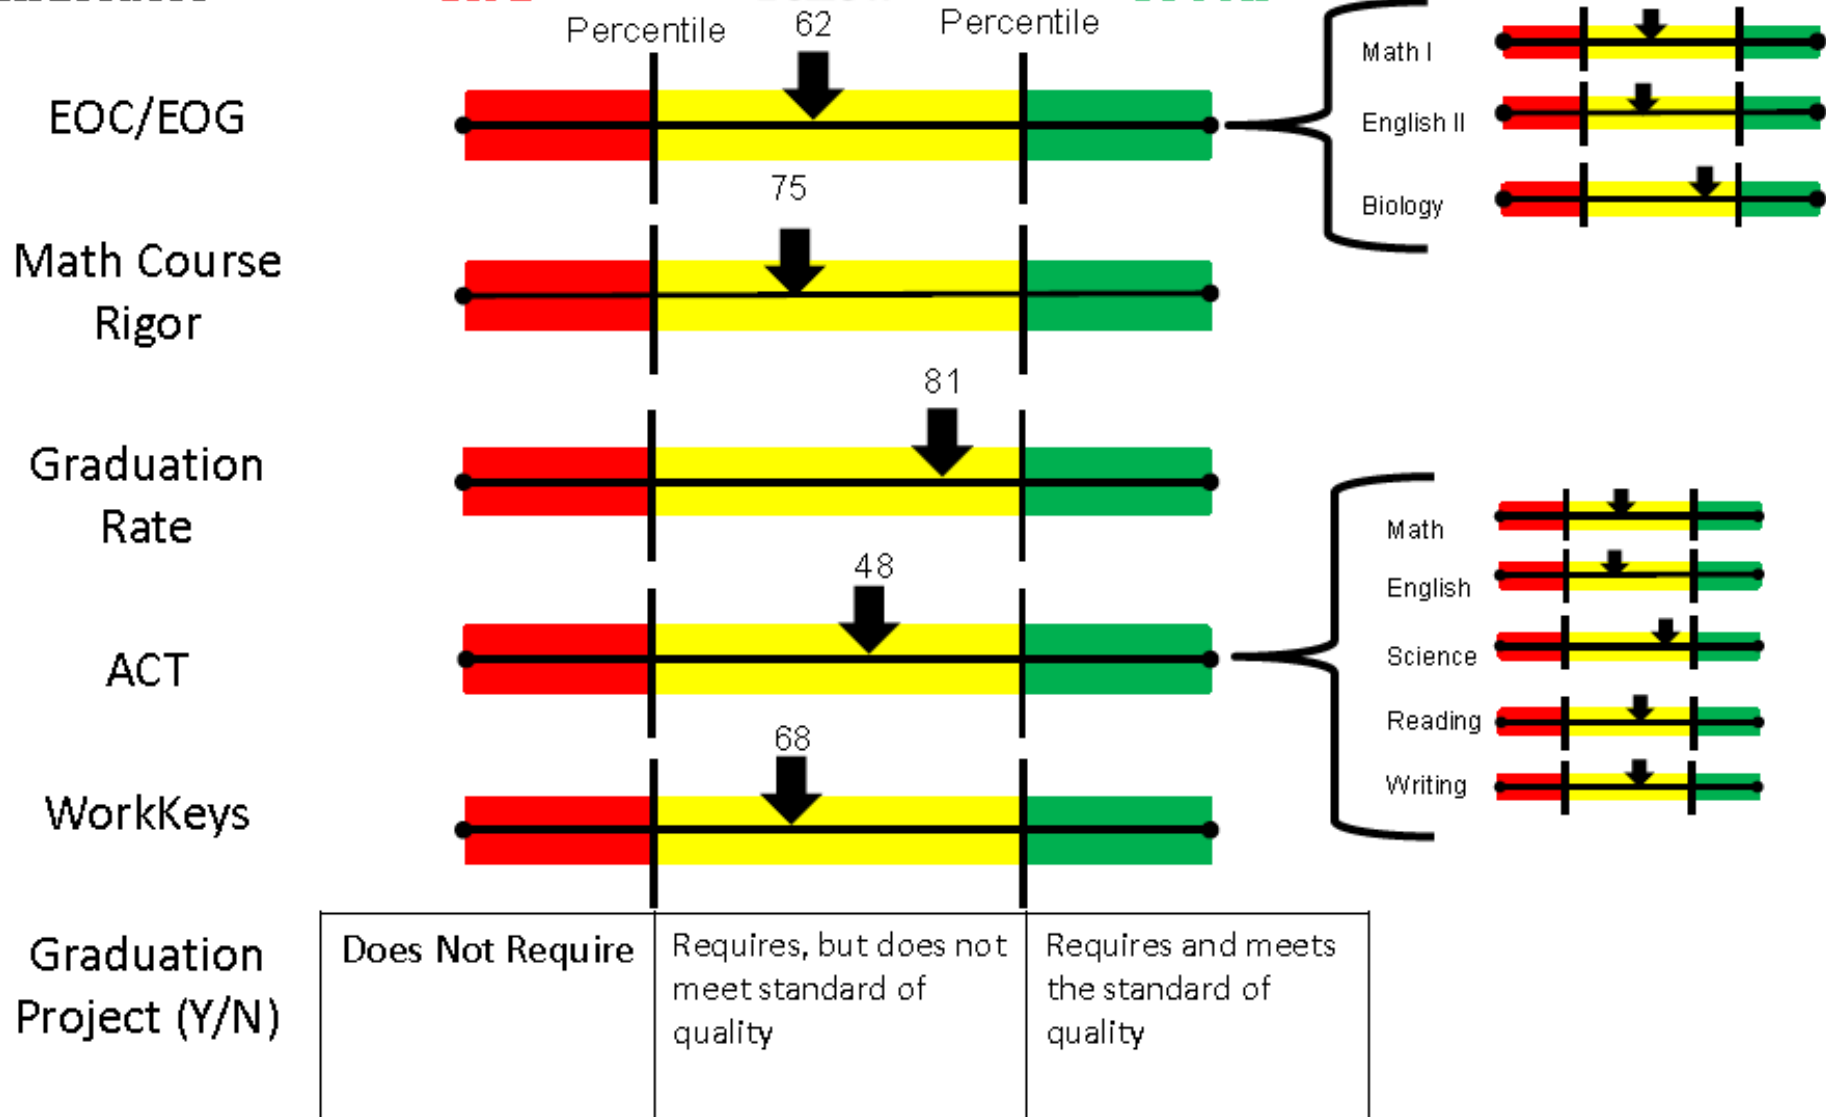 Percentile
62
Percentile
EOC/EOG
Math I
English II
Biology
75
Math Course
Rigor
81
Graduation
Rate
48
ACT
Math
English
Science
Reading
Writing
68
WorkKeys
Graduation
Project (Y/N)
Does Not Require
Requires, but does not
meet standard of
quality
Requires and meets
the standard of
quality